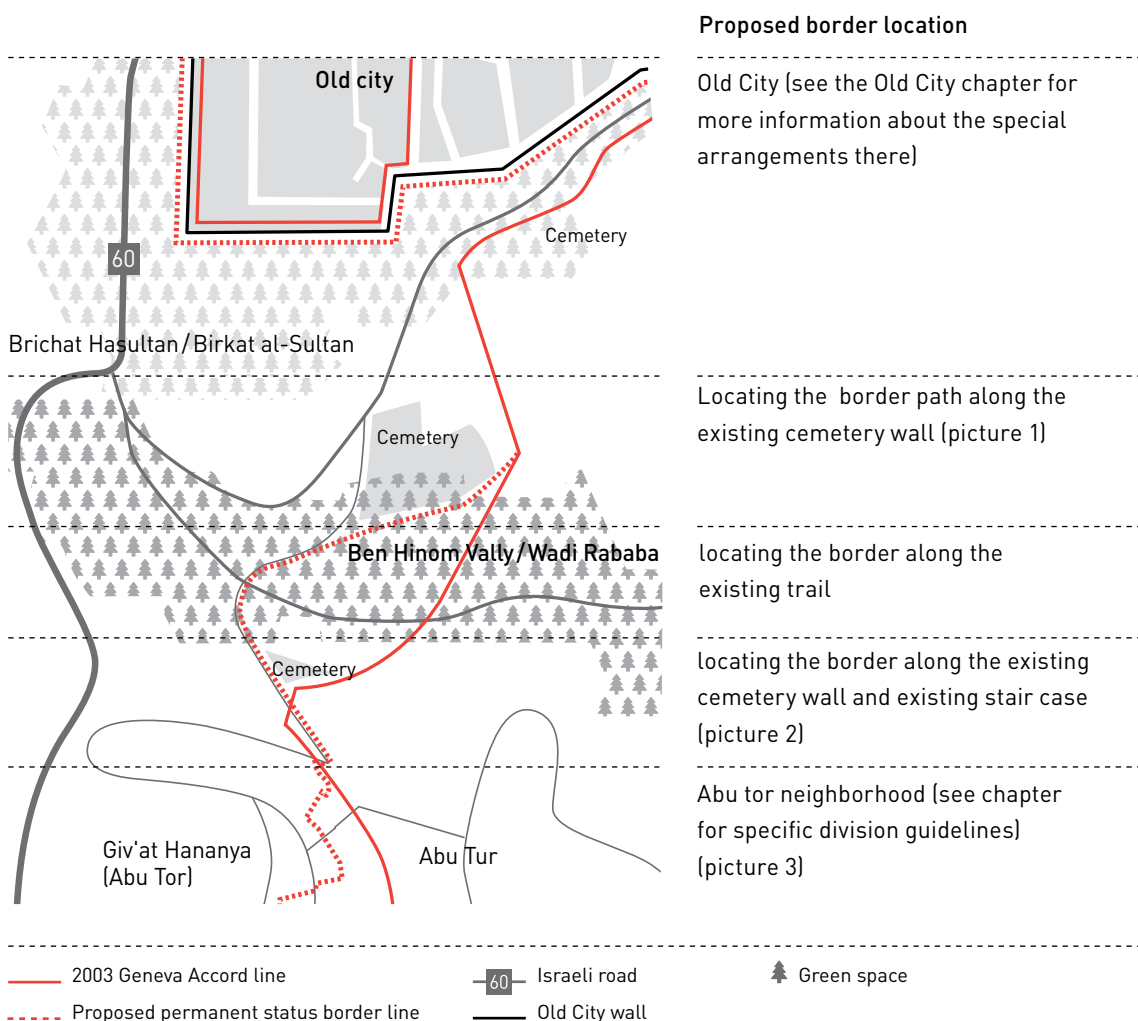 Proposed border location
Old city
Old City (see the Old City chapter for
more information about the special
arrangements there)
Cemetery
60
Brichat Hasultan/Birkat al-Sultan
Locating the border path along the
existing cemetery wall (picture 1)
Cemetery
Ben Hinom Vally/Wadi Rababa
locating the border along the
existing trail
Cemetery
locating the border along the existing
cemetery wall and existing stair case
(picture 2)
Giv'at Hananya
(Abu Tor)
Abu Tur
Abu tor neighborhood (see chapter
for specific division guidelines)
(picture 3)
2003 Geneva Accord line
60 Israeli road
Green space
Proposed permanent status border line
Old City wall